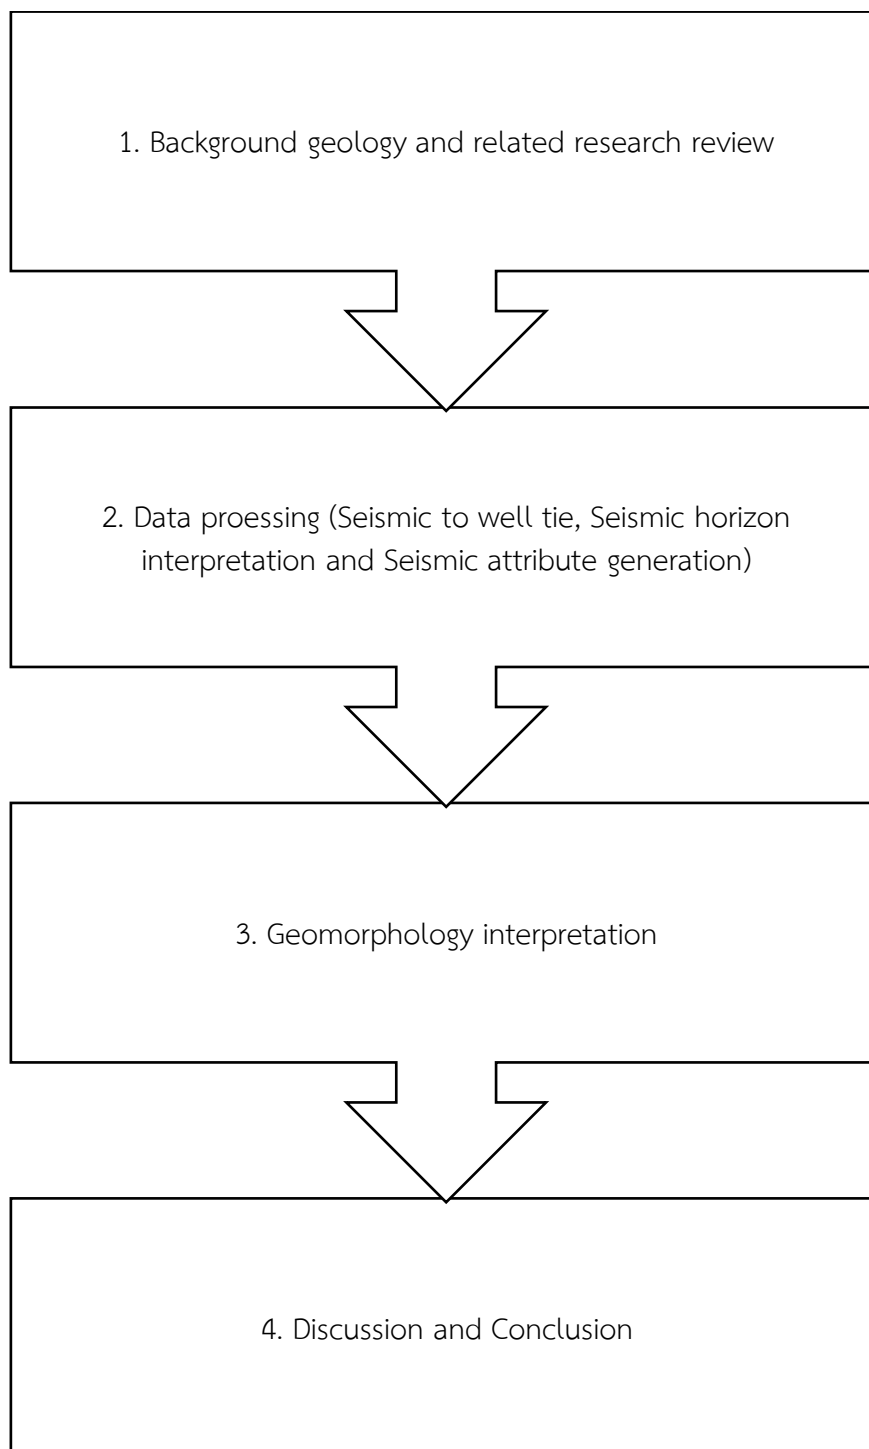 1. Background geology and related research review
2. Data proessing (Seismic to well tie, Seismic horizon
interpretation and Seismic attribute generation)
3. Geomorphology interpretation
4. Discussion and Conclusion